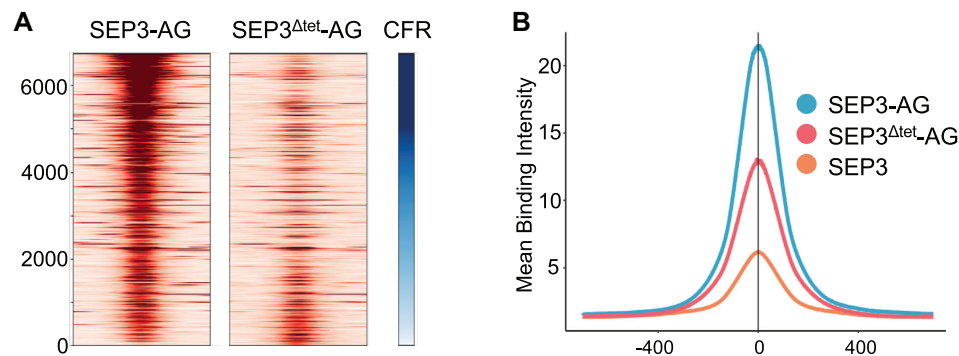 A
SEP3-AG
SEP3Δtet-AG
CFR
6000
4000
2000
0
B
Mean Binding Intensity
20
15
10
5
-400
0
400
SEP3-AG
SEP3Δtet-AG
SEP3